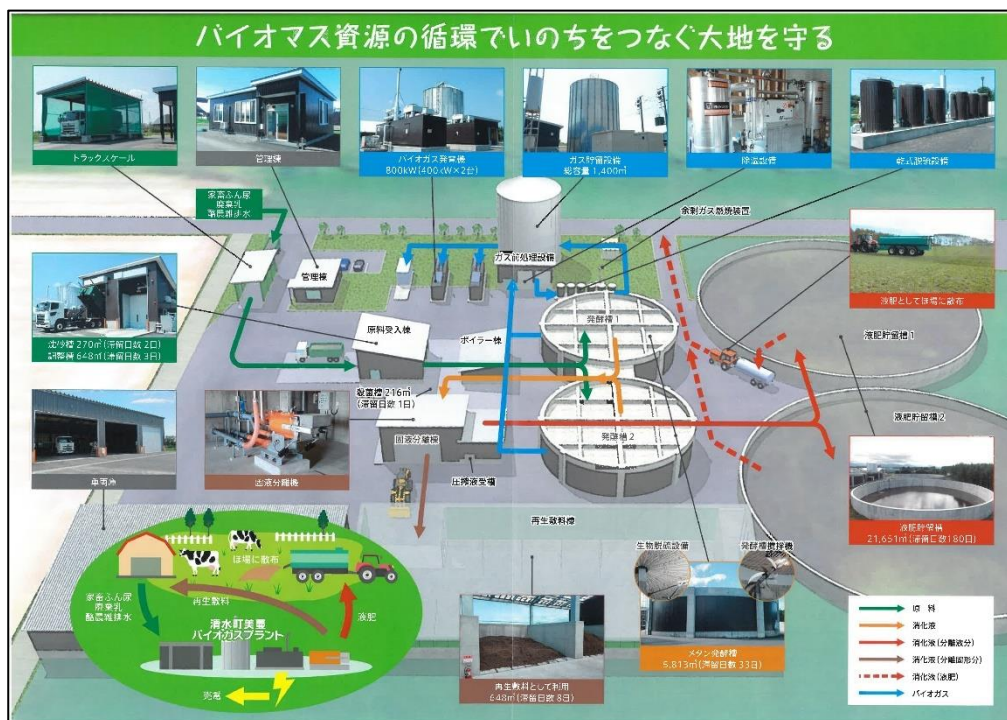 バイオマス資源の循環でいのちをつなぐ大地を守る
トラックスケール
管理棟
バイオガス発電機
800kW(400kW×2台)
ガス貯留設備
総容量1,400㎥
除湿設備
乾式脱硫設備
家畜ふん尿
廃棄乳
酪農雑排水
余剰ガス燃焼装置
ガス前処理設備
管理棟
液肥としてほ場に散布
原料受入棟
ボイラー棟
発酵槽1
液肥貯留槽1
沈砂槽 270㎥(滞留日数2日)
調整槽 648㎥(滞留日数3日)
殺菌槽 216㎥
(滞留日数1日)
固液分離棟
発酵槽2
液肥貯留槽2
車両庫
固液分離機
圧搾液受槽
液肥貯留槽
21,651㎥(滞留日数180日)
再生敷料棟
生物脱硫設備
発酵槽攪拌機
ほ場に散布
家畜ふん尿
廃棄乳
酪農雑排水
再生敷料
液肥
清水町美蔓
バイオガスプラント
売電
再生敷料として利用
648㎥(滞留日数8日)
メタン発酵槽
5,813㎥(滞留日数33日)
原料
消化液
消化液(分離液分)
消化液(分離固形分)
消化液(液肥)
バイオガス